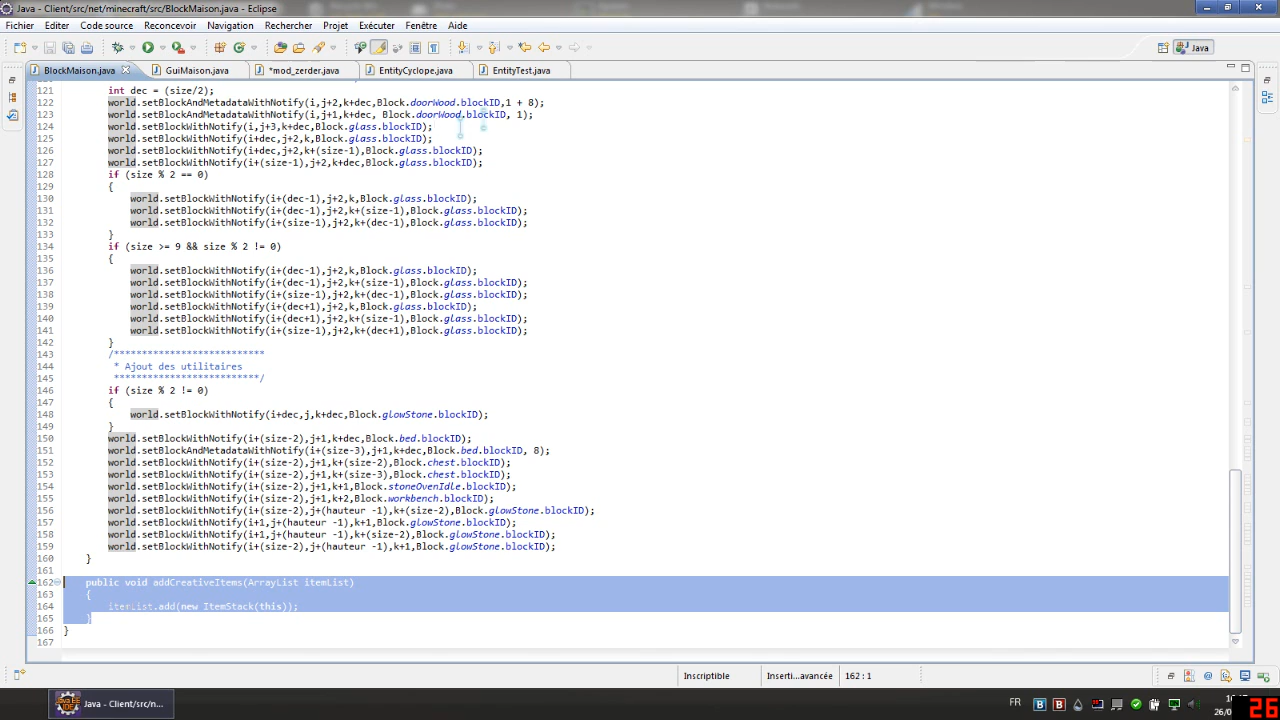 Java - Client/src/net/minecraft/src/BlockMaison.java - Eclipse
Fichier Editer Code source Reconcevoir Navigation Rechercher Projet Exécuter Fenêtre Aide
Java
BlockMaison.java GuiMaison.java *mod_zerder.java EntityCyclope.java EntityTest.java
121 int dec = (size/2);
122 world.setBlockAndMetadataWithNotify(i,j+2,k+dec,Block.doorWood.blockID,1 + 8);
123 world.setBlockAndMetadataWithNotify(i,j+1,k+dec, Block.doorWood.blockID, 1);
124 world.setBlockWithNotify(i,j+3,k+dec,Block.glass.blockID);
125 world.setBlockWithNotify(i+dec,j+2,k,Block.glass.blockID);
126 world.setBlockWithNotify(i+dec,j+2,k+(size-1),Block.glass.blockID);
127 world.setBlockWithNotify(i+(size-1),j+2,k+dec,Block.glass.blockID);
128 if (size % 2 == 0)
129 {
130 world.setBlockWithNotify(i+(dec-1),j+2,k,Block.glass.blockID);
131 world.setBlockWithNotify(i+(dec-1),j+2,k+(size-1),Block.glass.blockID);
132 world.setBlockWithNotify(i+(size-1),j+2,k+(dec-1),Block.glass.blockID);
133 }
134 if (size >= 9 && size % 2 != 0)
135 {
136 world.setBlockWithNotify(i+(dec-1),j+2,k,Block.glass.blockID);
137 world.setBlockWithNotify(i+(dec-1),j+2,k+(size-1),Block.glass.blockID);
138 world.setBlockWithNotify(i+(size-1),j+2,k+(dec-1),Block.glass.blockID);
139 world.setBlockWithNotify(i+(dec+1),j+2,k,Block.glass.blockID);
140 world.setBlockWithNotify(i+(dec+1),j+2,k+(size-1),Block.glass.blockID);
141 world.setBlockWithNotify(i+(size-1),j+2,k+(dec+1),Block.glass.blockID);
142 }
143 /***************************
144 * Ajout des utilitaires
145 **************************/
146 if (size % 2 != 0)
147 {
148 world.setBlockWithNotify(i+dec,j,k+dec,Block.glowStone.blockID);
149 }
150 world.setBlockWithNotify(i+(size-2),j+1,k+dec,Block.bed.blockID);
151 world.setBlockAndMetadataWithNotify(i+(size-3),j+1,k+dec,Block.bed.blockID, 8);
152 world.setBlockWithNotify(i+(size-2),j+1,k+(size-2),Block.chest.blockID);
153 world.setBlockWithNotify(i+(size-2),j+1,k+(size-3),Block.chest.blockID);
154 world.setBlockWithNotify(i+(size-2),j+1,k+1,Block.stoneOvenIdle.blockID);
155 world.setBlockWithNotify(i+(size-2),j+1,k+2,Block.workbench.blockID);
156 world.setBlockWithNotify(i+(size-2),j+(hauteur -1),k+(size-2),Block.glowStone.blockID);
157 world.setBlockWithNotify(i+1,j+(hauteur -1),k+1,Block.glowStone.blockID);
158 world.setBlockWithNotify(i+1,j+(hauteur -1),k+(size-2),Block.glowStone.blockID);
159 world.setBlockWithNotify(i+(size-2),j+(hauteur -1),k+1,Block.glowStone.blockID);
160 }
161
162 public void addCreativeItems(ArrayList itemList)
163 {
164 itemList.add(new ItemStack(this));
165 }
166 }
167
Inscriptible Inserti...avancée 162 : 1
Java - Client/src/n... FR
26